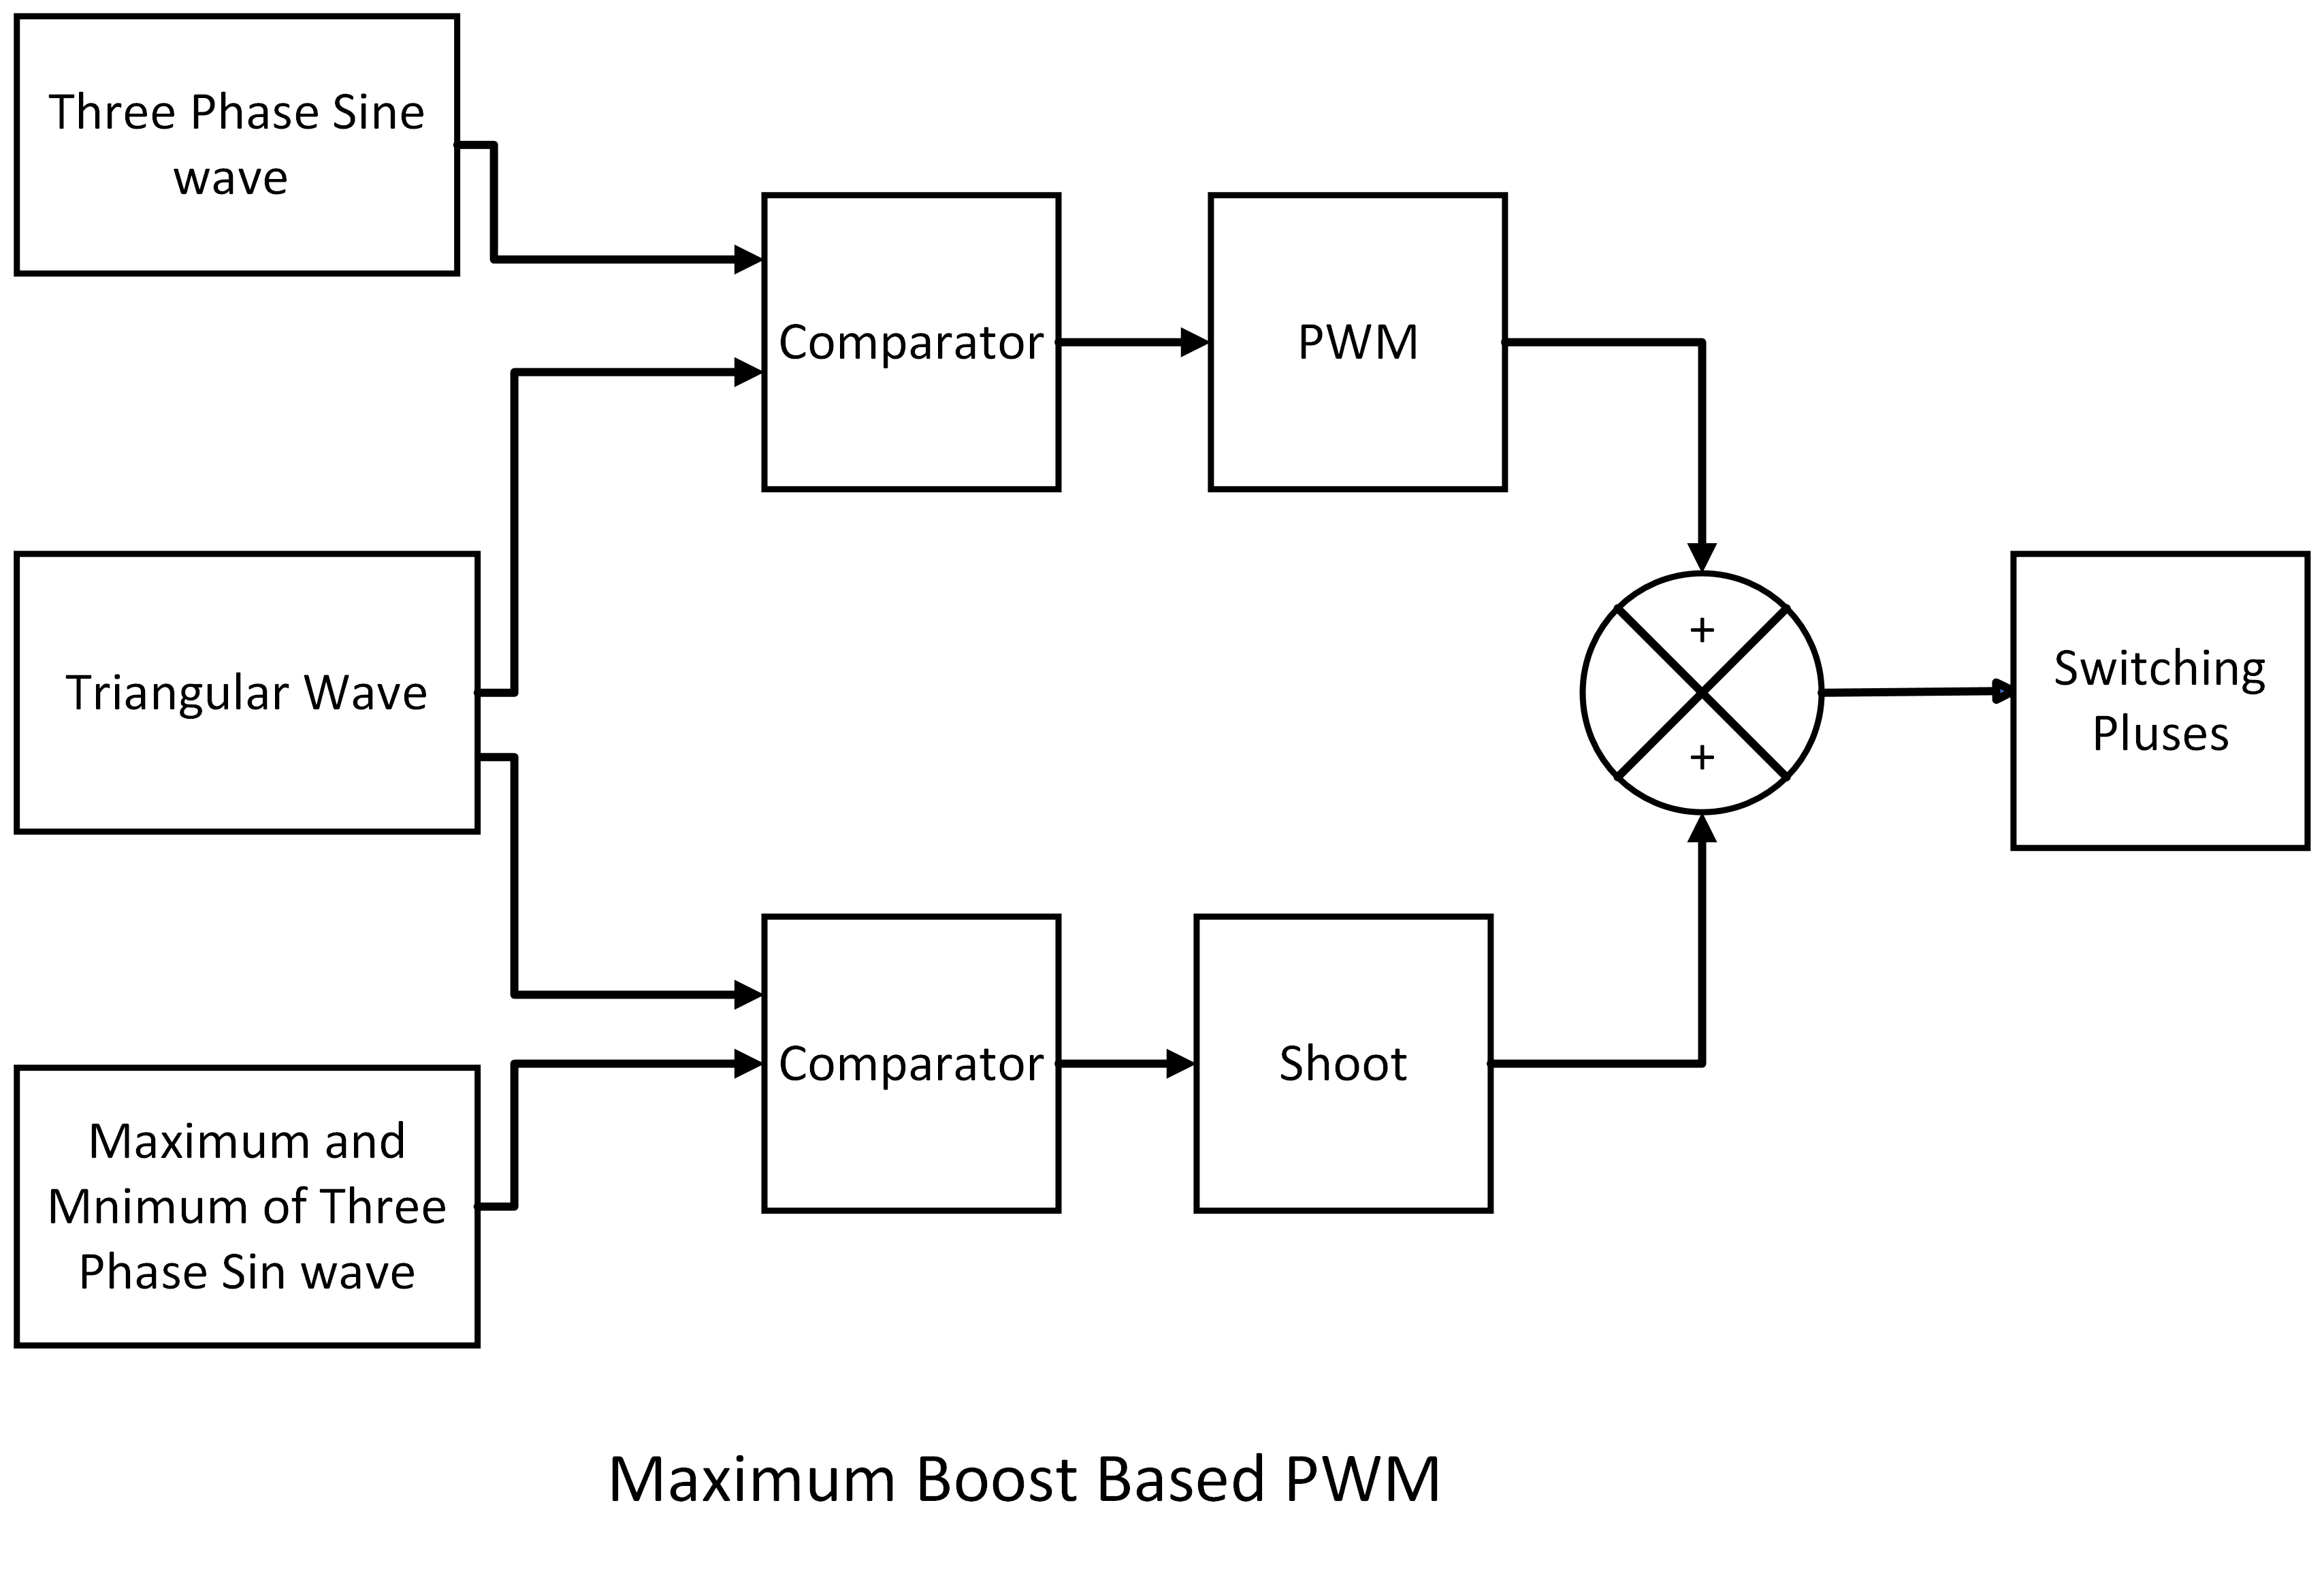 Three Phase Sine
wave
Comparator
PWM
Triangular Wave
+
+
Switching
Pluses
Maximum and
Mnimum of Three
Phase Sin wave
Comparator
Shoot
Maximum Boost Based PWM